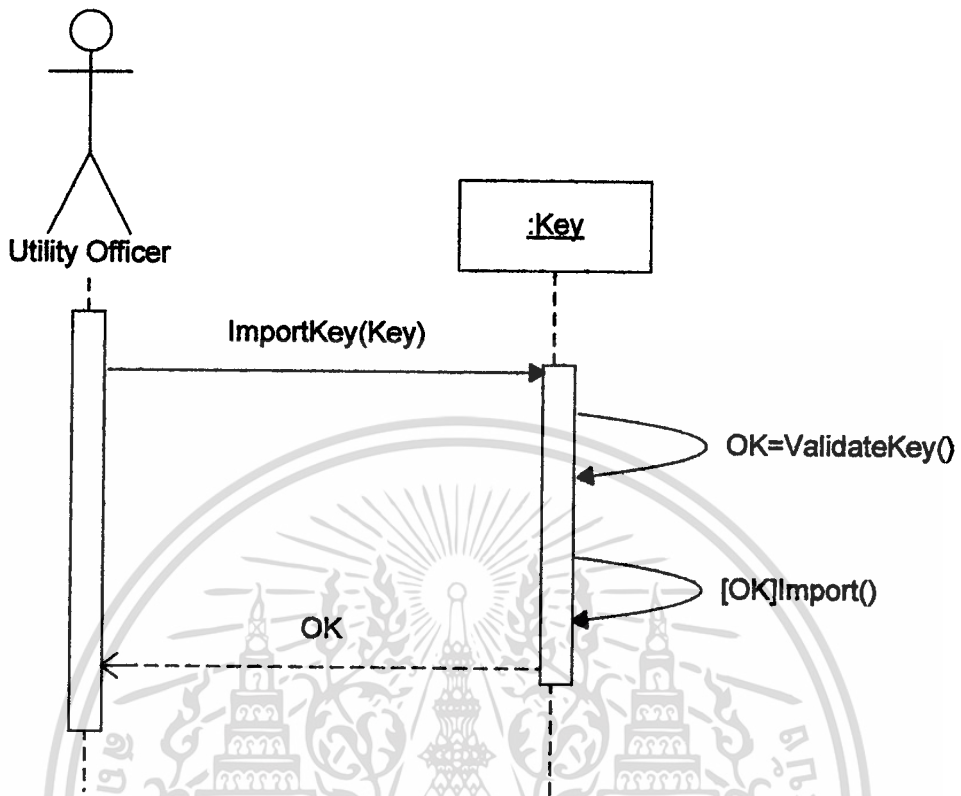 Utility Officer
:Key
ImportKey(Key)
OK=ValidateKey()
[OK]Import()
OK